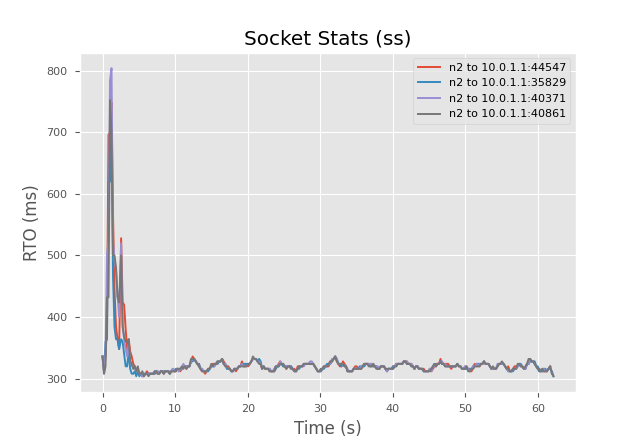 Socket Stats (ss)
n2 to 10.0.1.1:44547
n2 to 10.0.1.1:35829
n2 to 10.0.1.1:40371
n2 to 10.0.1.1:40861
RTO (ms)
800
700
600
500
400
300
0 10 20 30 40 50 60
Time (s)